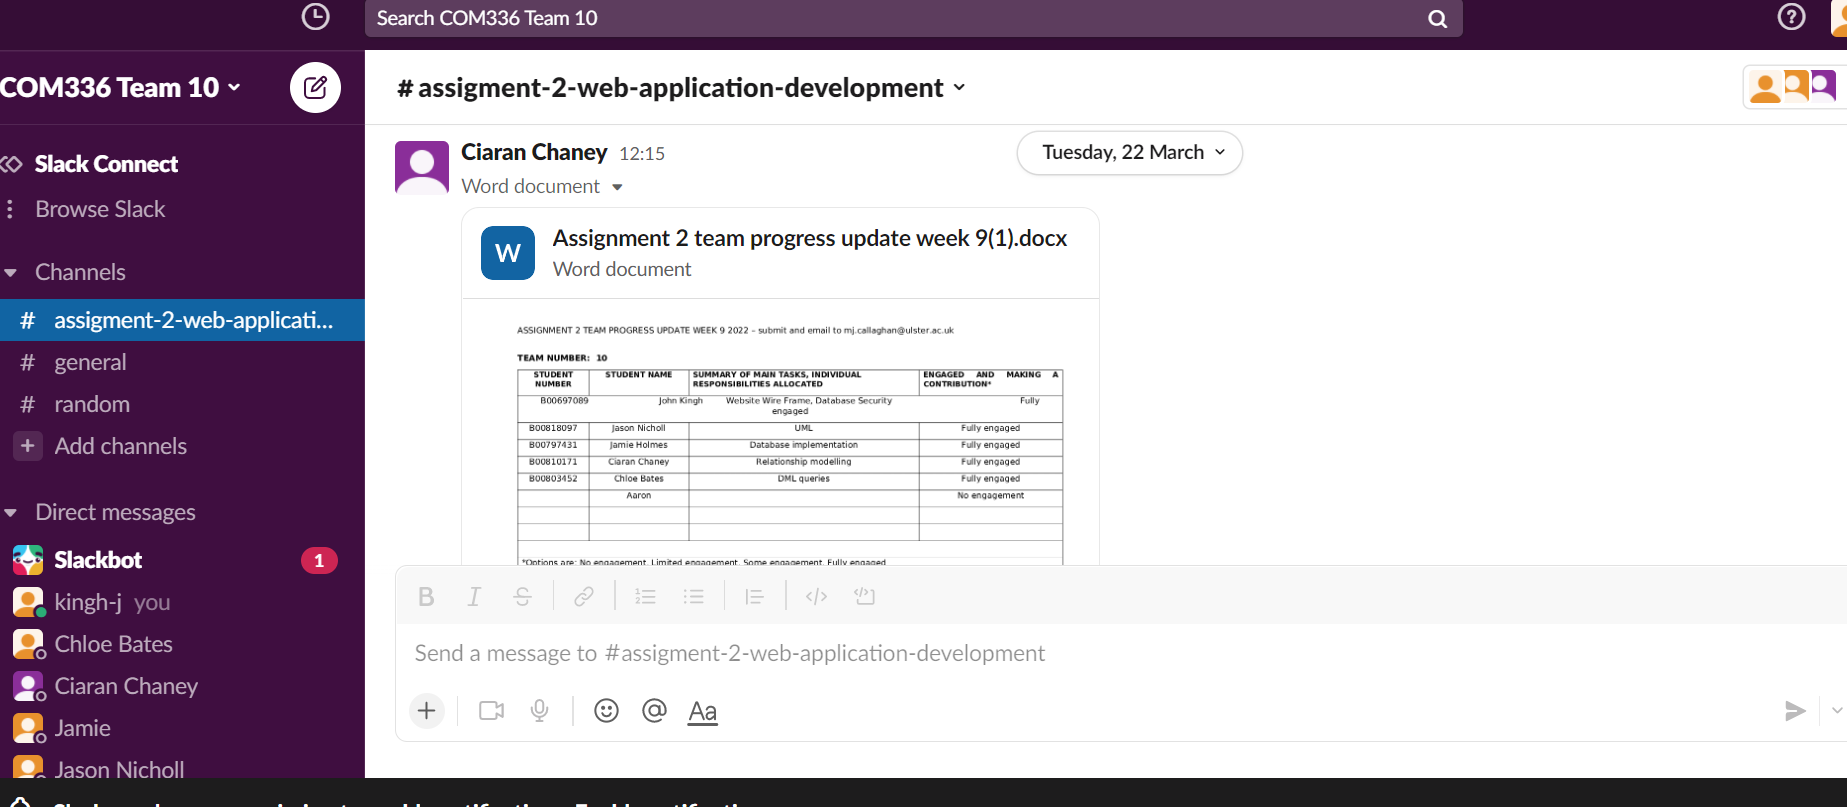 Search COM336 Team 10
COM336 Team 10
# assigment-2-web-application-development
Slack Connect
Browse Slack
Channels
# assigment-2-web-applicati...
# general
# random
+ Add channels
Direct messages
Slackbot 1
kingh-j you
Chloe Bates
Ciaran Chaney
Jamie
Jason Nicholl
Ciaran Chaney 12:15
Tuesday, 22 March
Word document
W
Assignment 2 team progress update week 9(1).docx
Word document
ASSIGNMENT 2 TEAM PROGRESS UPDATE WEEK 9 2022 – submit and email to mj.callaghan@ulster.ac.uk
TEAM NUMBER: 10
STUDENT NUMBER STUDENT NAME SUMMARY OF MAIN TASKS, INDIVIDUAL RESPONSIBILITIES ALLOCATED ENGAGED AND MAKING A CONTRIBUTION*
B00697089 John Kingh Website Wire Frame, Database Security Fully
engaged
B00818097 Jason Nicholl UML Fully engaged
B00797431 Jamie Holmes Database implementation Fully engaged
B00810171 Ciaran Chaney Relationship modelling Fully engaged
B00803452 Chloe Bates DML queries Fully engaged
Aaron No engagement
*Options are: No engagement, Limited engagement, Some engagement, Fully engaged
B I S
Send a message to #assigment-2-web-application-development
+ @ Aa